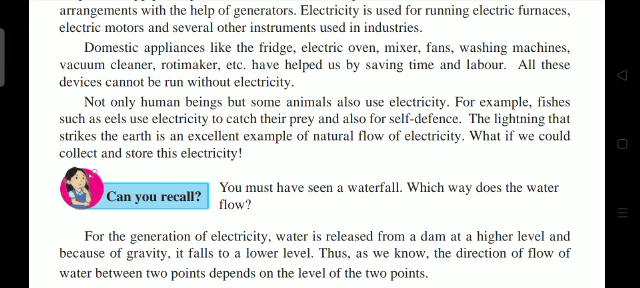 arrangements with the help of generators. Electricity is used for running electric furnaces,
electric motors and several other instruments used in industries.
Domestic appliances like the fridge, electric oven, mixer, fans, washing machines,
vacuum cleaner, rotimaker, etc. have helped us by saving time and labour. All these
devices cannot be run without electricity.
Not only human beings but some animals also use electricity. For example, fishes
such as eels use electricity to catch their prey and also for self-defence. The lightning that
strikes the earth is an excellent example of natural flow of electricity. What if we could
collect and store this electricity!
Can you recall?
You must have seen a waterfall. Which way does the water
flow?
For the generation of electricity, water is released from a dam at a higher level and
because of gravity, it falls to a lower level. Thus, as we know, the direction of flow of
water between two points depends on the level of the two points.